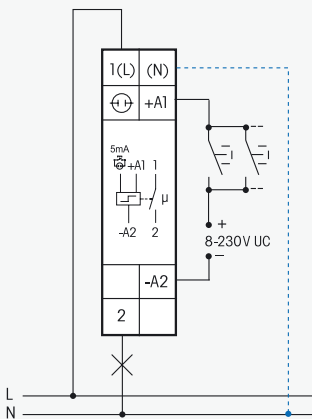 1(L) (N)
+A1
5mA
+A1 1
µ
-A2 2
+
8-230V UC
−
-A2
2
L
N